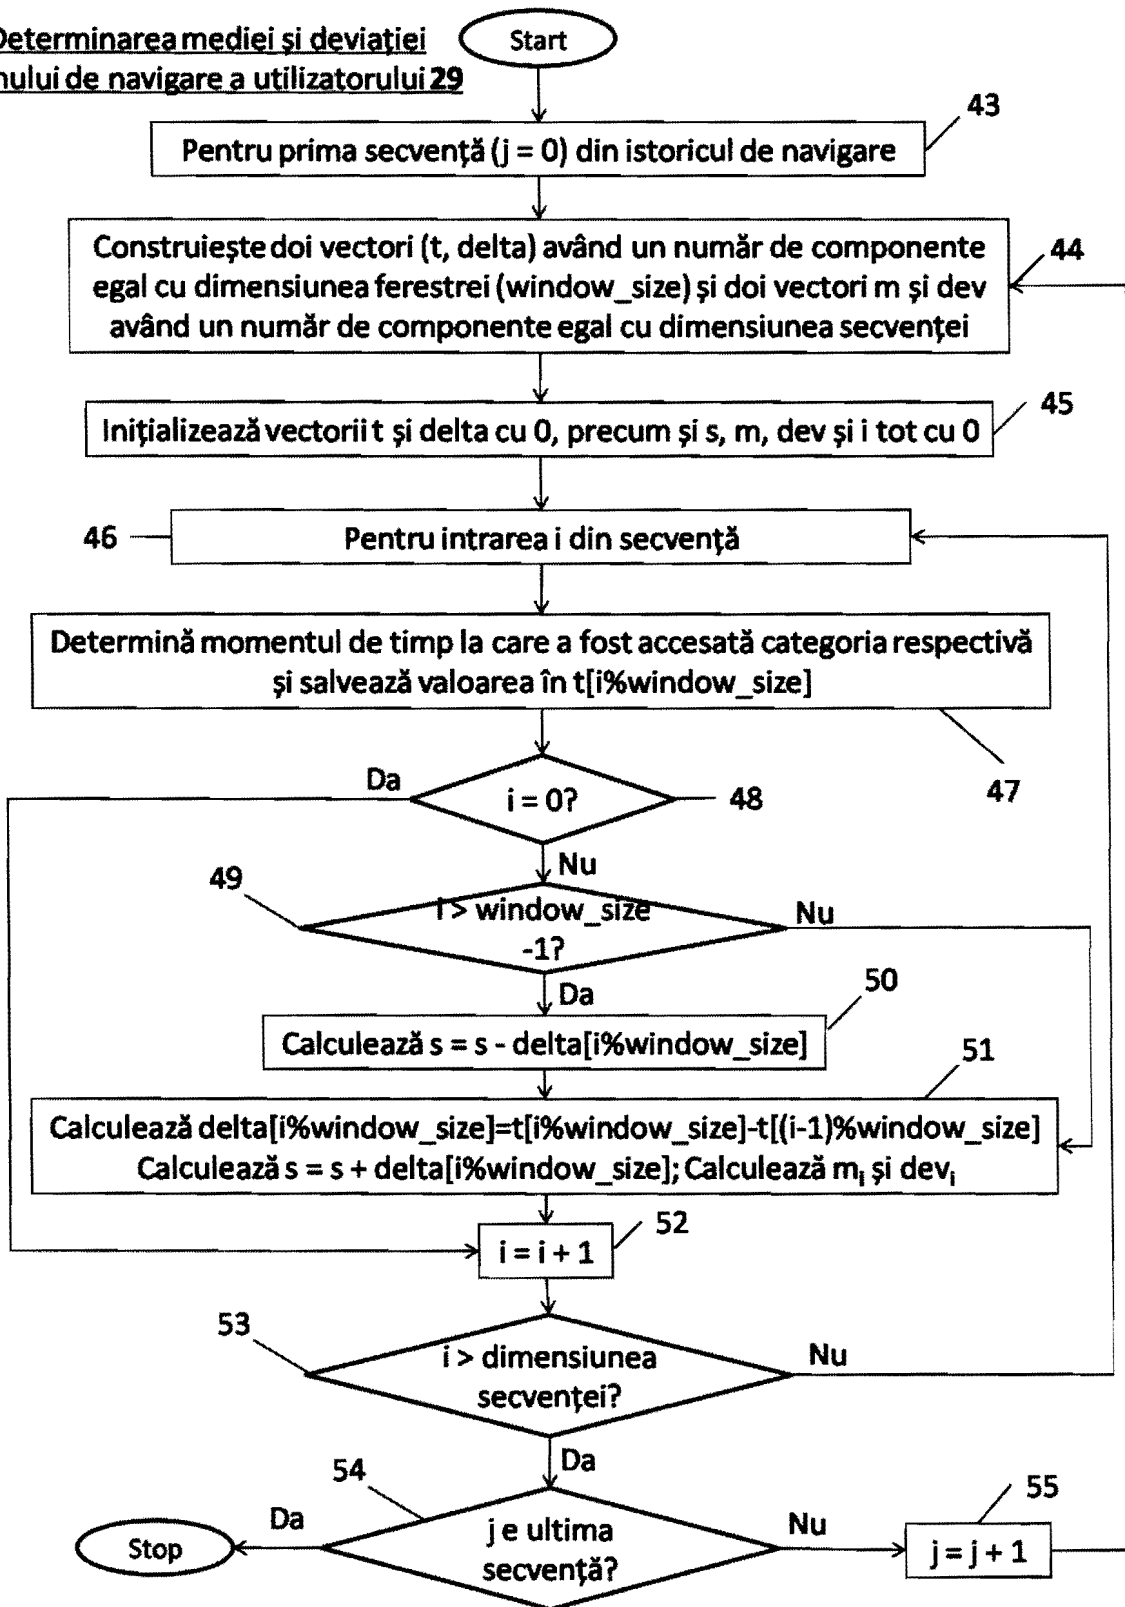 Determinarea mediei și deviației
nului de navigare a utilizatorului 29
Start
43
Pentru prima secvență (j = 0) din istoricul de navigare
Construiește doi vectori (t, delta) având un număr de componente
egal cu dimensiunea ferestrei (window_size) și doi vectori m și dev
având un număr de componente egal cu dimensiunea secvenței
44
Inițializează vectorii t și delta cu 0, precum și s, m, dev și i tot cu 0
45
46
Pentru intrarea i din secvență
Determină momentul de timp la care a fost accesată categoria respectivă
și salvează valoarea în t[i%window_size]
47
Da
i = 0?
48
Nu
49
i > window_size
-1?
Nu
Da
50
Calculează s = s - delta[i%window_size]
51
Calculează delta[i%window_size]=t[i%window_size]-t[(i-1)%window_size]
Calculează s = s + delta[i%window_size]; Calculează mi și devi
52
i = i + 1
53
i > dimensiunea
secvenței?
Nu
Da
54
j e ultima
secvență?
Da
Stop
Nu
55
j = j + 1